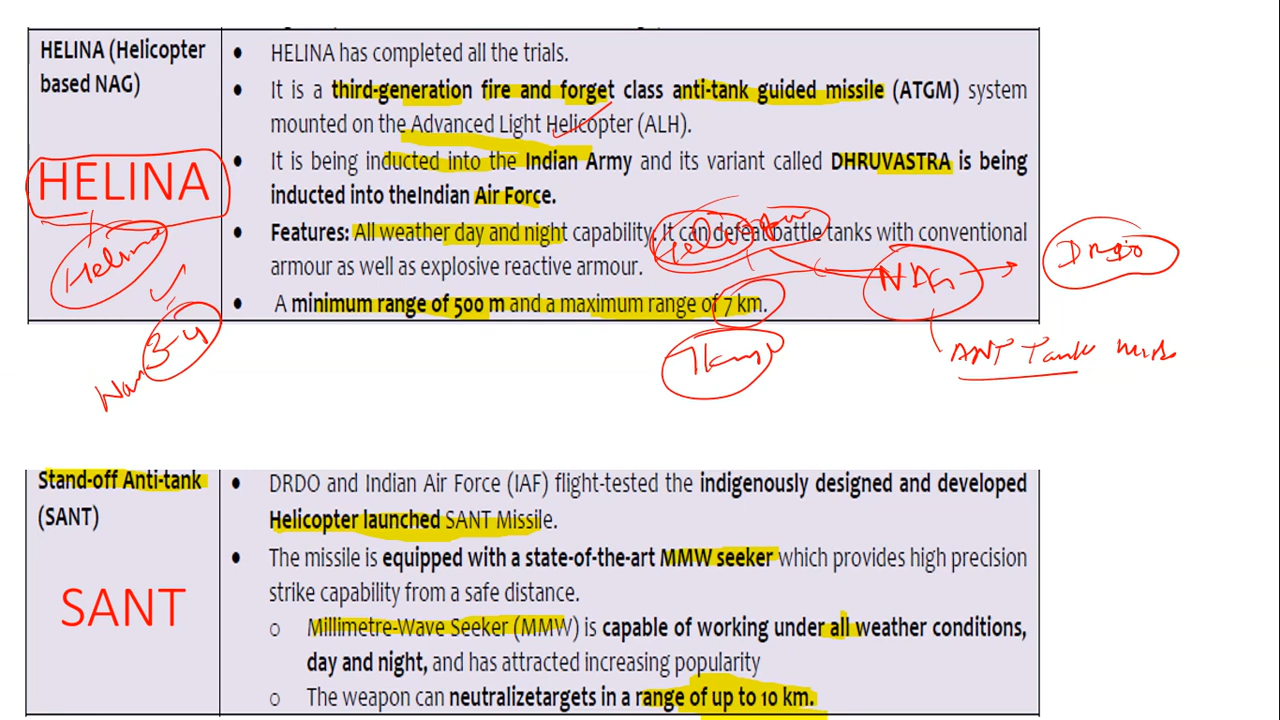 HELINA (Helicopter
based NAG)
HELINA
• HELINA has completed all the trials.
• It is a third-generation fire and forget class anti-tank guided missile (ATGM) system
mounted on the Advanced Light Helicopter (ALH).
• It is being inducted into the Indian Army and its variant called DHRUVASTRA is being
inducted into theIndian Air Force.
• Features: All weather day and night capability. It can defeat battle tanks with conventional
armour as well as explosive reactive armour.
• A minimum range of 500 m and a maximum range of 7 km.
Helina
3-4
NAG
DRDO
Tank
Stand-off Anti-tank
(SANT)
SANT
• DRDO and Indian Air Force (IAF) flight-tested the indigenously designed and developed
Helicopter launched SANT Missile.
• The missile is equipped with a state-of-the-art MMW seeker which provides high precision
strike capability from a safe distance.
o Millimetre-Wave Seeker (MMW) is capable of working under all weather conditions,
day and night, and has attracted increasing popularity
o The weapon can neutralizetargets in a range of up to 10 km.